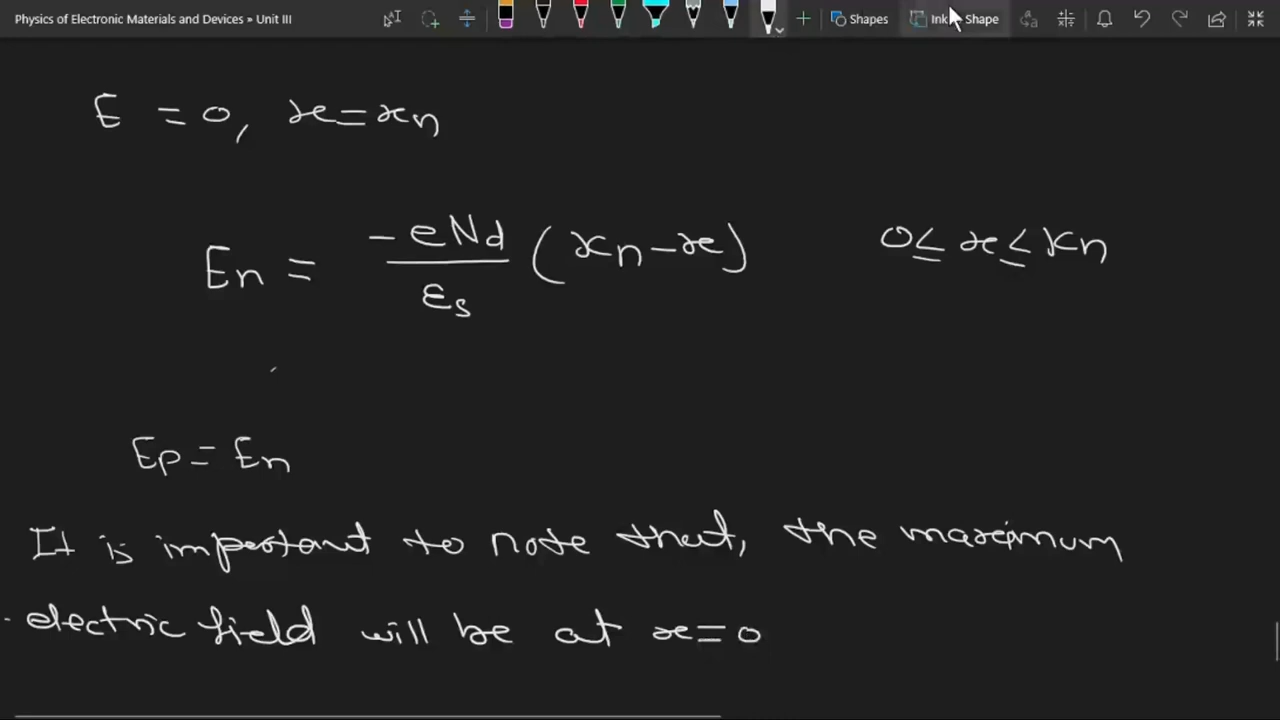 Physics of Electronic Materials and Devices » Unit III
Shapes
Ink Shape
E = 0, x = xn
En = -eNd/εs (xn - x) 0 ≤ x ≤ xn
Ep = En
It is important to note that, the maximum
electric field will be at x = 0